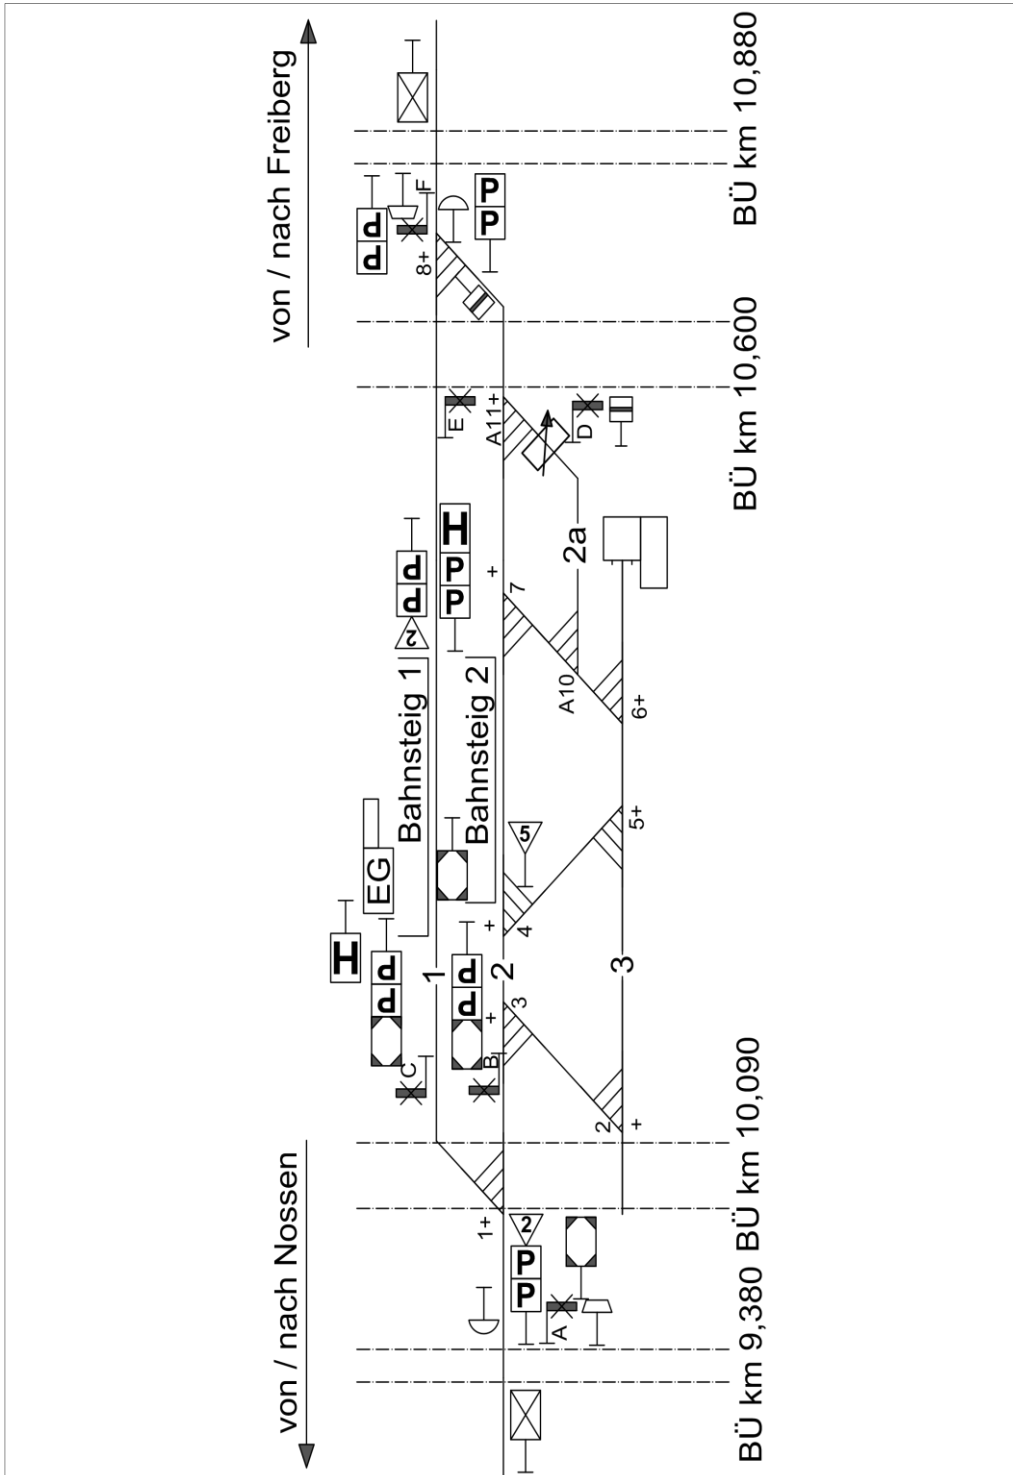 von / nach Freiberg
BÜ km 10,880
P P
F
P P
8+
BÜ km 10,600
E
A11+
D
P P
2
H
P P
7
2a
Bahnsteig 1
Bahnsteig 2
A10
6+
EG
5
5+
H
P P
P P
4
1
2
3
3
C
B
2
BÜ km 10,090
von / nach Nossen
1+
2
P P
A
BÜ km 9,380